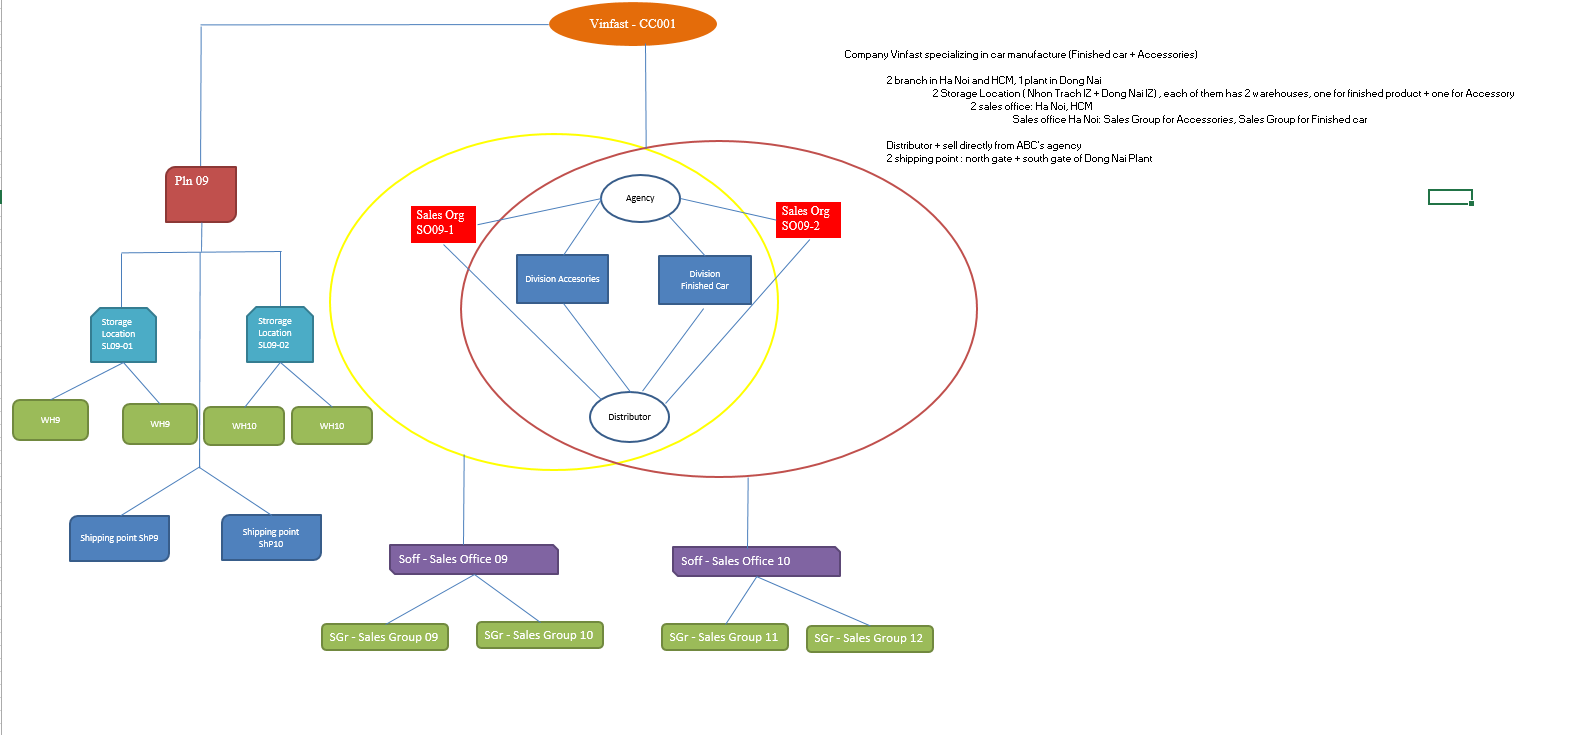 Vinfast - CC001
Company Vinfast specializing in car manufacture (Finished car + Accessories)
2 branch in Ha Noi and HCM, 1 plant in Dong Nai
2 Storage Location ( Nhon Trach IZ + Dong Nai IZ) , each of them has 2 warehouses, one for finished product + one for Accessory
2 sales office: Ha Noi, HCM
Sales office Ha Noi: Sales Group for Accessories, Sales Group for Finished car
Distributor + sell directly from ABC's agency
2 shipping point : north gate + south gate of Dong Nai Plant
Pln 09
Agency
Sales Org
SO09-1
Sales Org
SO09-2
Division Accesories
Division
Finished Car
Storage
Location
SL09-01
Strorage
Location
SL09-02
WH9
WH9
WH10
WH10
Distributor
Shipping point ShP9
Shipping point
ShP10
Soff - Sales Office 09
Soff - Sales Office 10
SGr - Sales Group 09
SGr - Sales Group 10
SGr - Sales Group 11
SGr - Sales Group 12